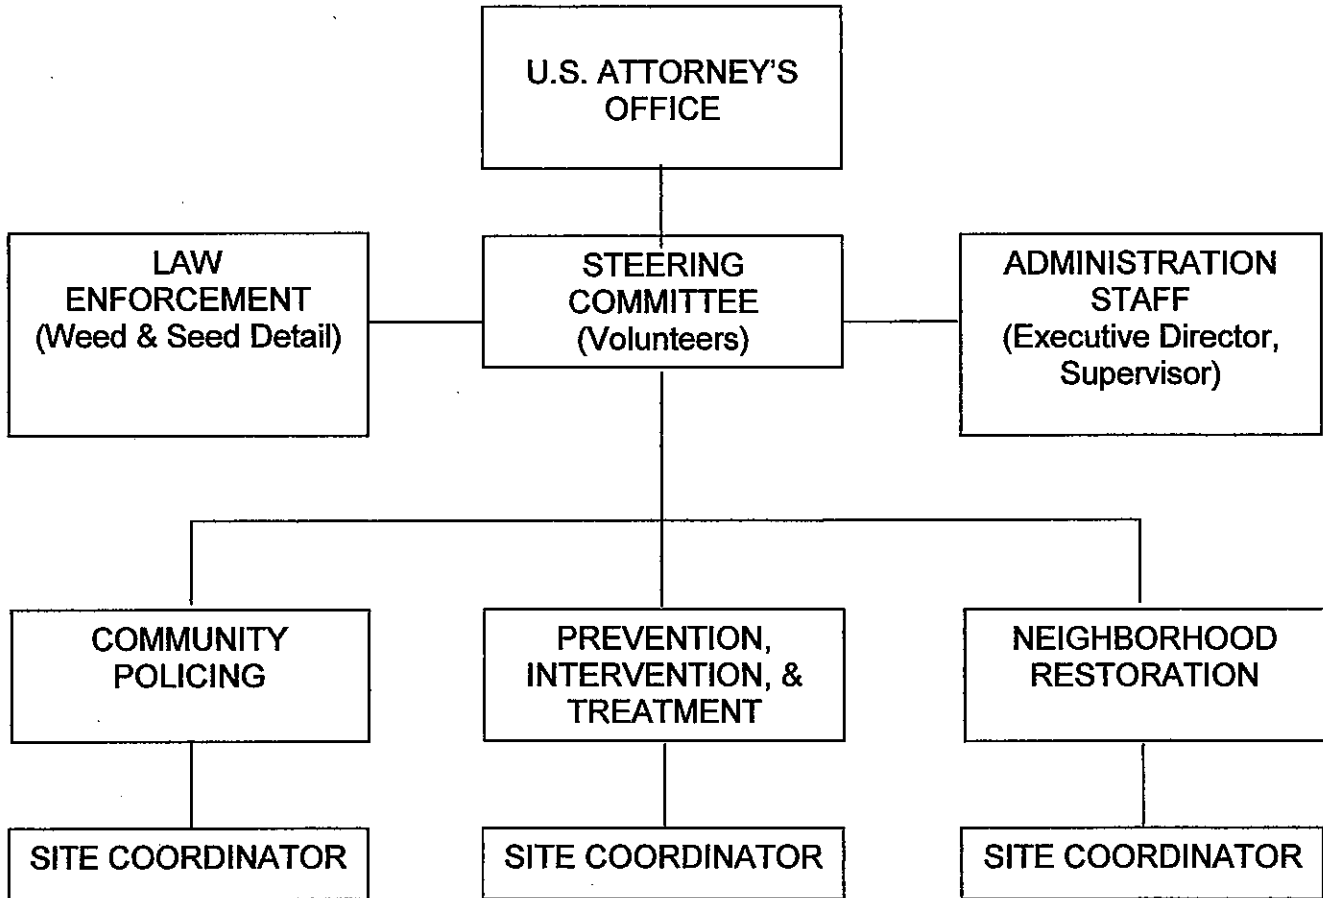 U.S. ATTORNEY'S
OFFICE
LAW
ENFORCEMENT
(Weed & Seed Detail)
STEERING
COMMITTEE
(Volunteers)
ADMINISTRATION
STAFF
(Executive Director,
Supervisor)
COMMUNITY
POLICING
PREVENTION,
INTERVENTION, &
TREATMENT
NEIGHBORHOOD
RESTORATION
SITE COORDINATOR
SITE COORDINATOR
SITE COORDINATOR